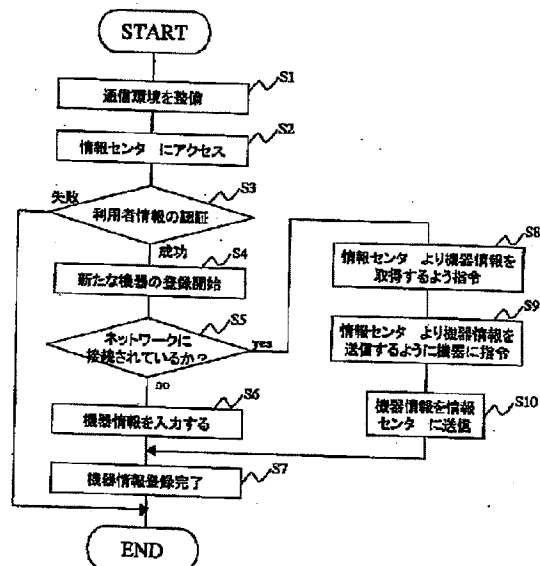 START
通信環境を整備
S1
情報センタ にアクセス
S2
失敗
利用者情報の認証
S3
成功
新たな機器の登録開始
S4
ネットワークに
接続されているか？
S5
yes
no
機器情報を入力する
S6
機器情報登録完了
S7
END
情報センタ より機器情報を
取得するよう指令
S8
情報センタ より機器情報を
送信するように機器に指令
S9
機器情報を情報
センタ に送信
S10